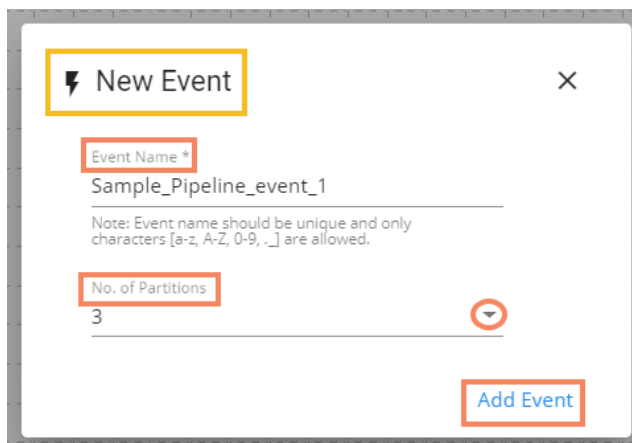 New Event
Event Name *
Sample_Pipeline_event_1
Note: Event name should be unique and only
characters [a-z, A-Z, 0-9, ._] are allowed.
No. of Partitions
3
Add Event